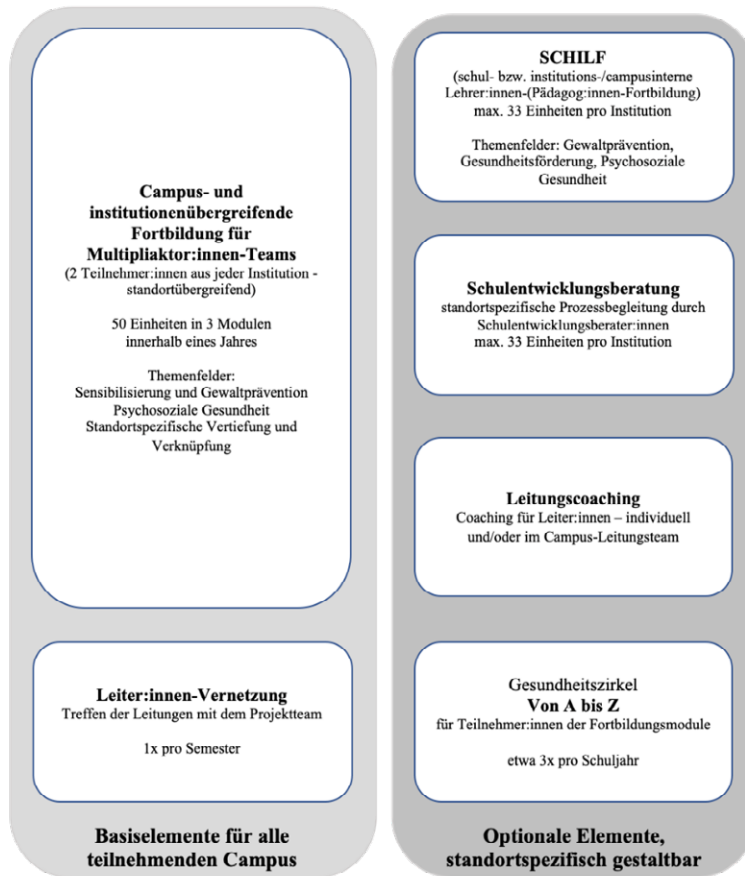 Campus- und
institutionenübergreifende
Fortbildung für
Multipliaktor:innen-Teams
(2 Teilnehmer:innen aus jeder Institution -
standortübergreifend)
50 Einheiten in 3 Modulen
innerhalb eines Jahres
Themenfelder:
Sensibilisierung und Gewaltprävention
Psychosoziale Gesundheit
Standortspezifische Vertiefung und
Verknüpfung
Leiter:innen-Vernetzung
Treffen der Leitungen mit dem Projektteam
1x pro Semester
Basiselemente für alle
teilnehmenden Campus
SCHILF
(schul- bzw. institutions-/campusinterne
Lehrer:innen-(Pädagog:innen-Fortbildung)
max. 33 Einheiten pro Institution
Themenfelder: Gewaltprävention,
Gesundheitsförderung, Psychosoziale
Gesundheit
Schulentwicklungsberatung
standortspezifische Prozessbegleitung durch
Schulentwicklungsberater:innen
max. 33 Einheiten pro Institution
Leitungscoaching
Coaching für Leiter:innen – individuell
und/oder im Campus-Leitungsteam
Gesundheitszirkel
Von A bis Z
für Teilnehmer:innen der Fortbildungsmodule
etwa 3x pro Schuljahr
Optionale Elemente,
standortspezifisch gestaltbar